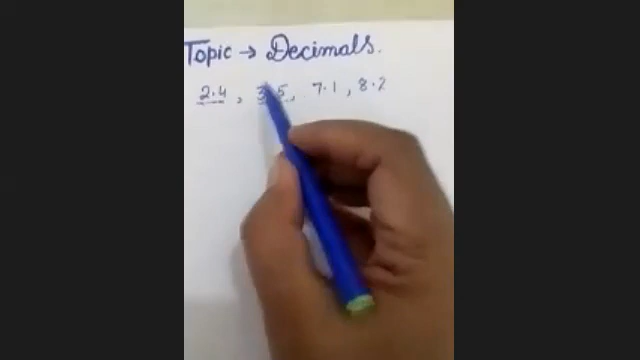 Topic → Decimals.
2.4, 3.5, 7.1, 8.2